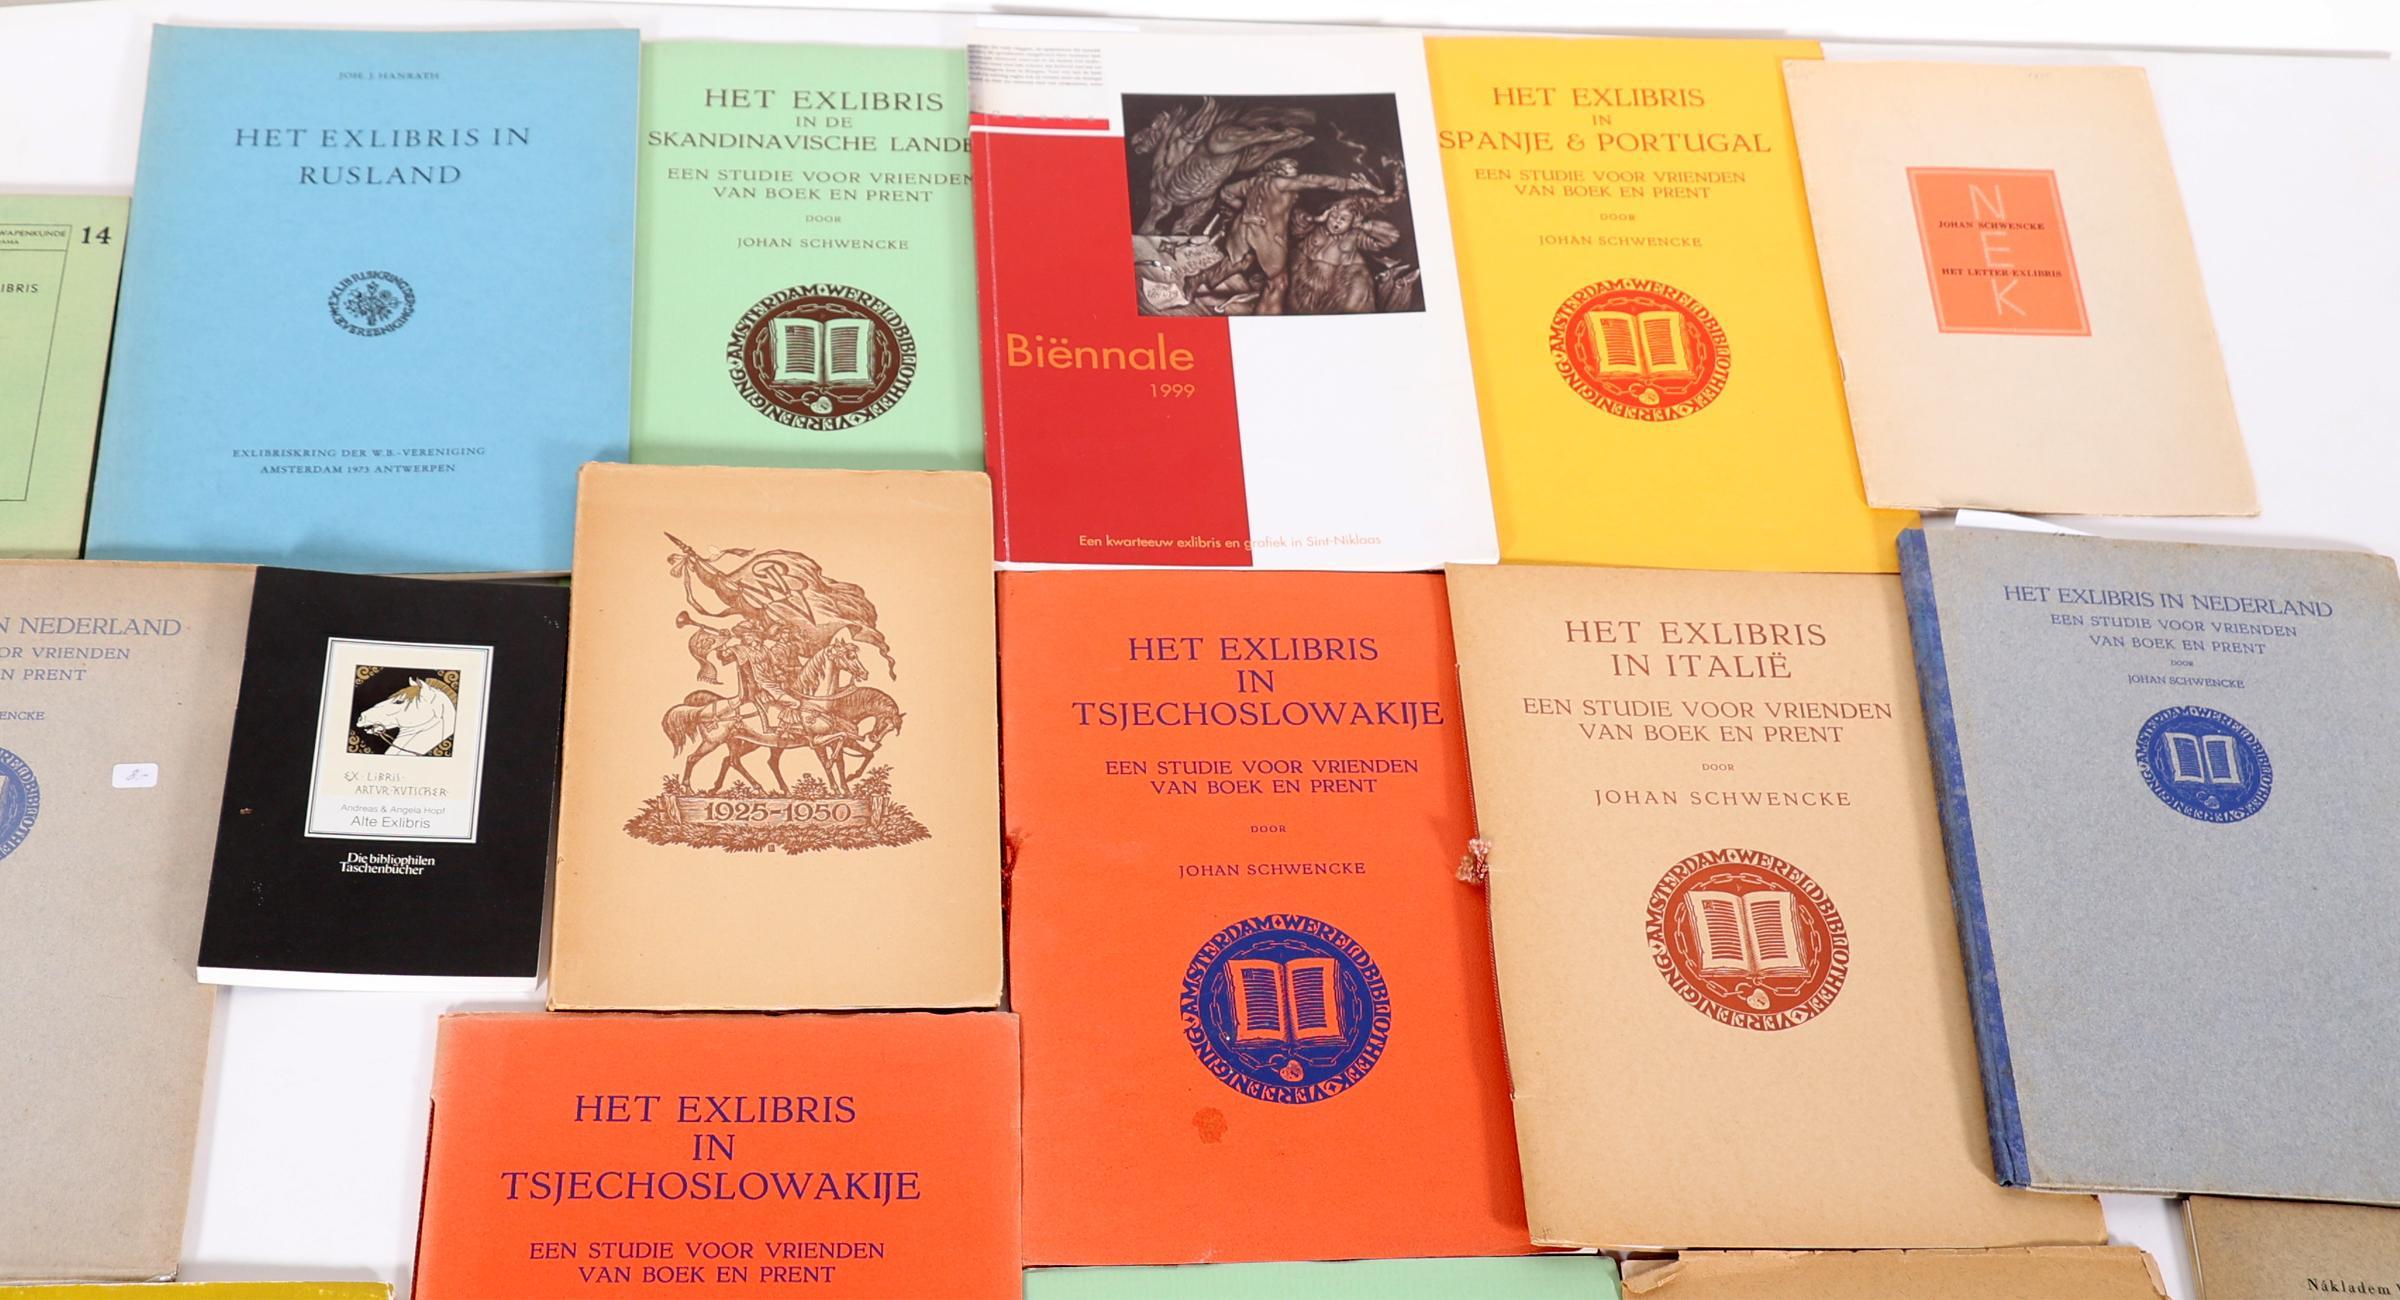 WAPENKUNDE
14
IBRIS
JOH. J. HANRATH
HET EXLIBRIS IN
RUSLAND
EXLIBRISKRING DER W.B.-VERENIGING
AMSTERDAM 1973 ANTWERPEN
HET EXLIBRIS
IN DE
SKANDINAVISCHE LANDE
EEN STUDIE VOOR VRIENDEN
VAN BOEK EN PRENT
DOOR
JOHAN SCHWENCKE
AMSTERDAM·WERELDBIBLIOTHEEK·VEREENIGING
Biënnale
1999
Een kwarteeuw exlibris en grafiek in Sint-Niklaas
HET EXLIBRIS
IN
SPANJE & PORTUGAL
EEN STUDIE VOOR VRIENDEN
VAN BOEK EN PRENT
DOOR
JOHAN SCHWENCKE
AMSTERDAM·WERELDBIBLIOTHEEK·VEREENIGING
NEK
JOHAN SCHWENCKE
HET LETTER-EXLIBRIS
N NEDERLAND
OR VRIENDEN
N PRENT
ENCKE
EX·LIBRIS·
ARTUR·KUTSCHER·
Andreas & Angela Hopf
Alte Exlibris
Die bibliophilen
Taschenbücher
1925-1950
HET EXLIBRIS
IN
TSJECHOSLOWAKIJE
EEN STUDIE VOOR VRIENDEN
VAN BOEK EN PRENT
DOOR
JOHAN SCHWENCKE
AMSTERDAM·WERELDBIBLIOTHEEK·VEREENIGING
HET EXLIBRIS
IN ITALIË
EEN STUDIE VOOR VRIENDEN
VAN BOEK EN PRENT
DOOR
JOHAN SCHWENCKE
AMSTERDAM·WERELDBIBLIOTHEEK·VEREENIGING
HET EXLIBRIS IN NEDERLAND
EEN STUDIE VOOR VRIENDEN
VAN BOEK EN PRENT
DOOR
JOHAN SCHWENCKE
HET EXLIBRIS
IN
TSJECHOSLOWAKIJE
EEN STUDIE VOOR VRIENDEN
VAN BOEK EN PRENT
Nákladem